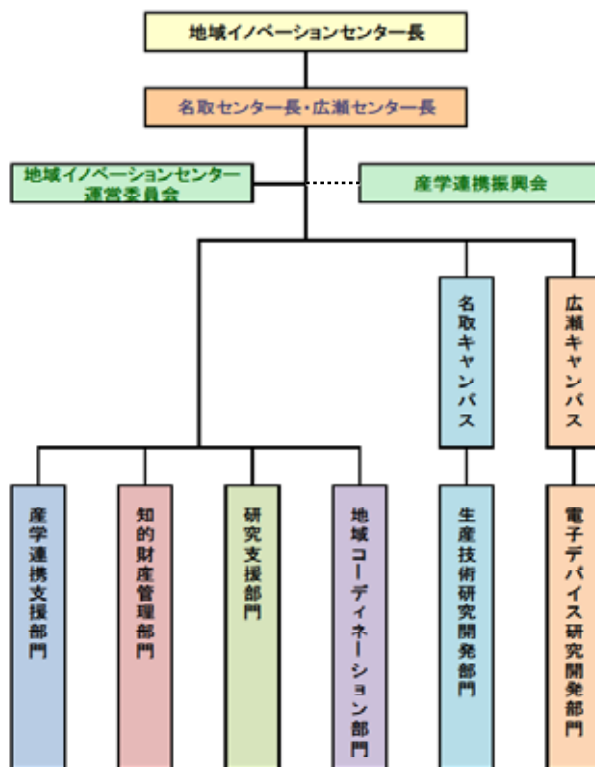 地域イノベーションセンター長
名取センター長・広瀬センター長
地域イノベーションセンター
運営委員会
産学連携振興会
名取キャンパス
広瀬キャンパス
産学連携支援部門
知的財産管理部門
研究支援部門
地域コーディネーション部門
生産技術研究開発部門
電子デバイス研究開発部門